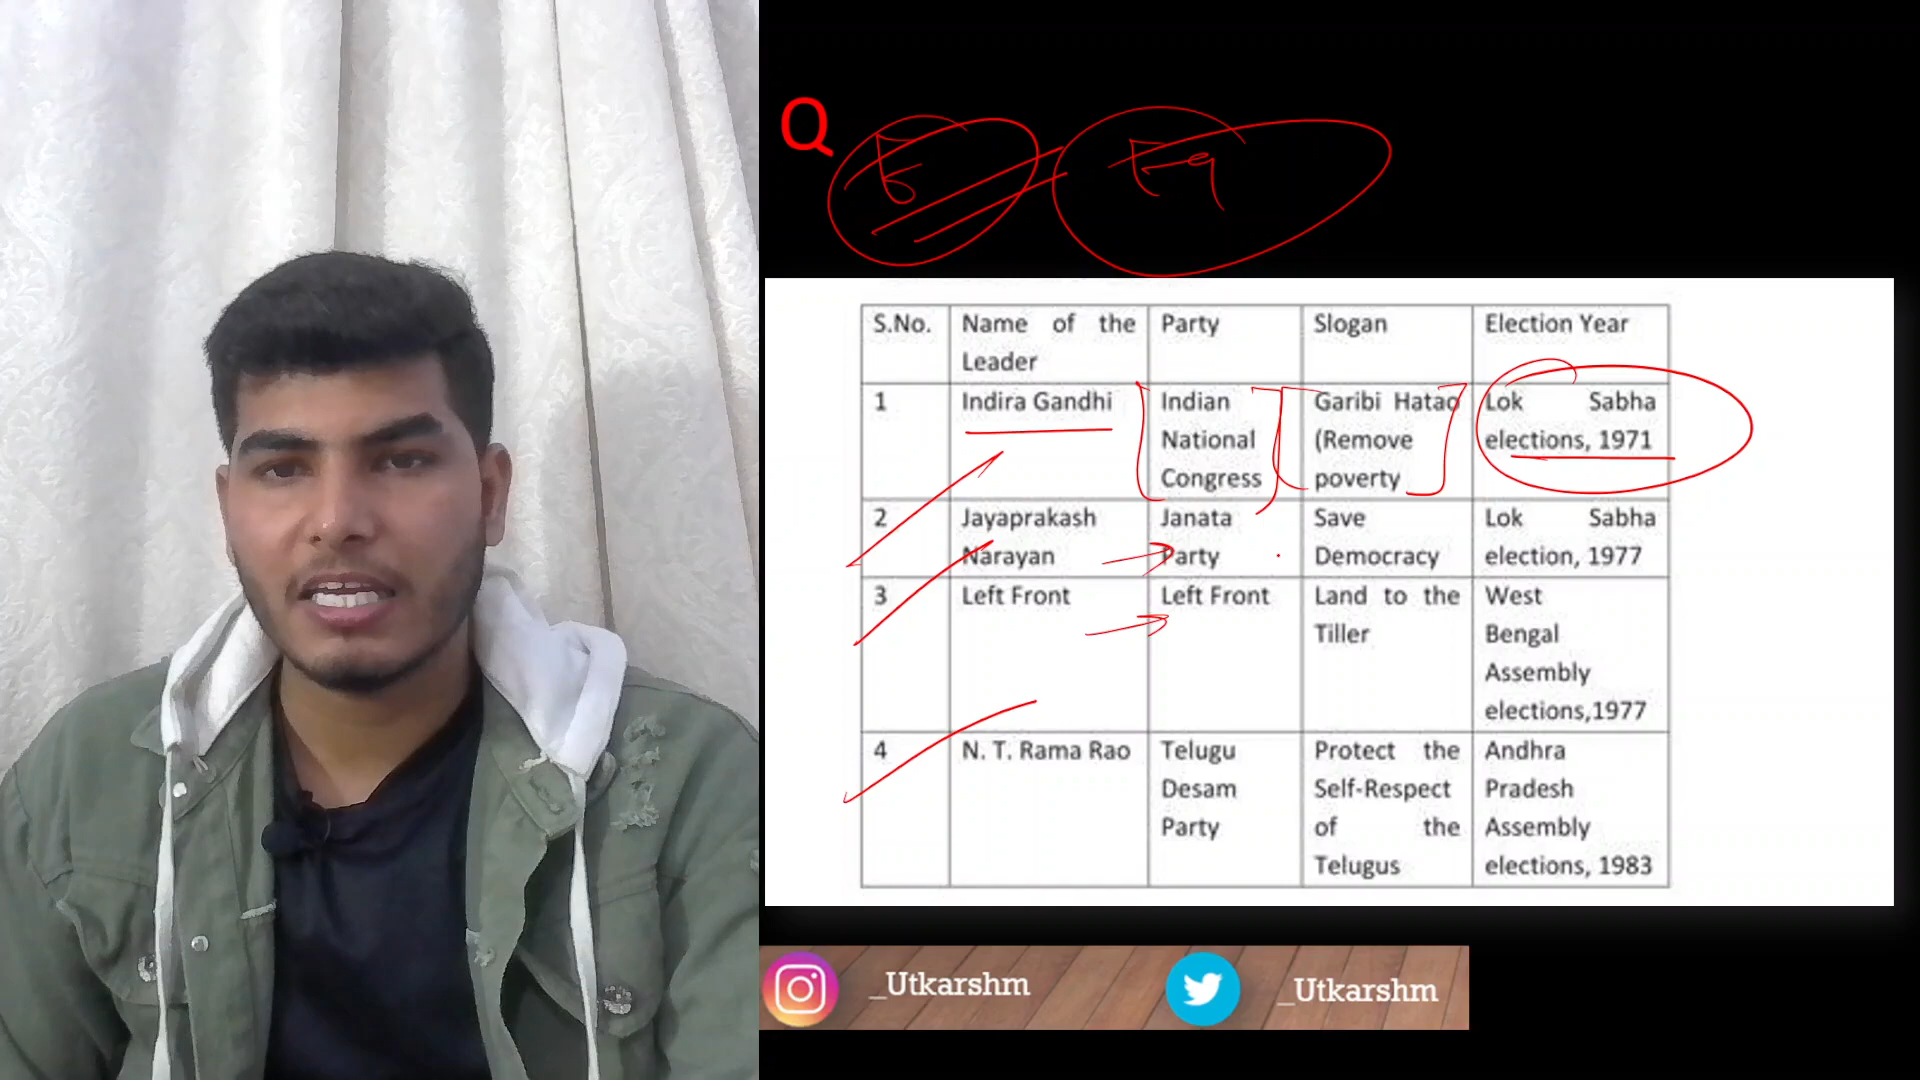 Q
S.No. Name of the Leader Party Slogan Election Year
1 Indira Gandhi Indian National Congress Garibi Hatao (Remove poverty Lok Sabha elections, 1971
2 Jayaprakash Narayan Janata Party Save Democracy Lok Sabha election, 1977
3 Left Front Left Front Land to the Tiller West Bengal Assembly elections,1977
4 N. T. Rama Rao Telugu Desam Party Protect the Self-Respect of the Telugus Andhra Pradesh Assembly elections, 1983
_Utkarshm _Utkarshm